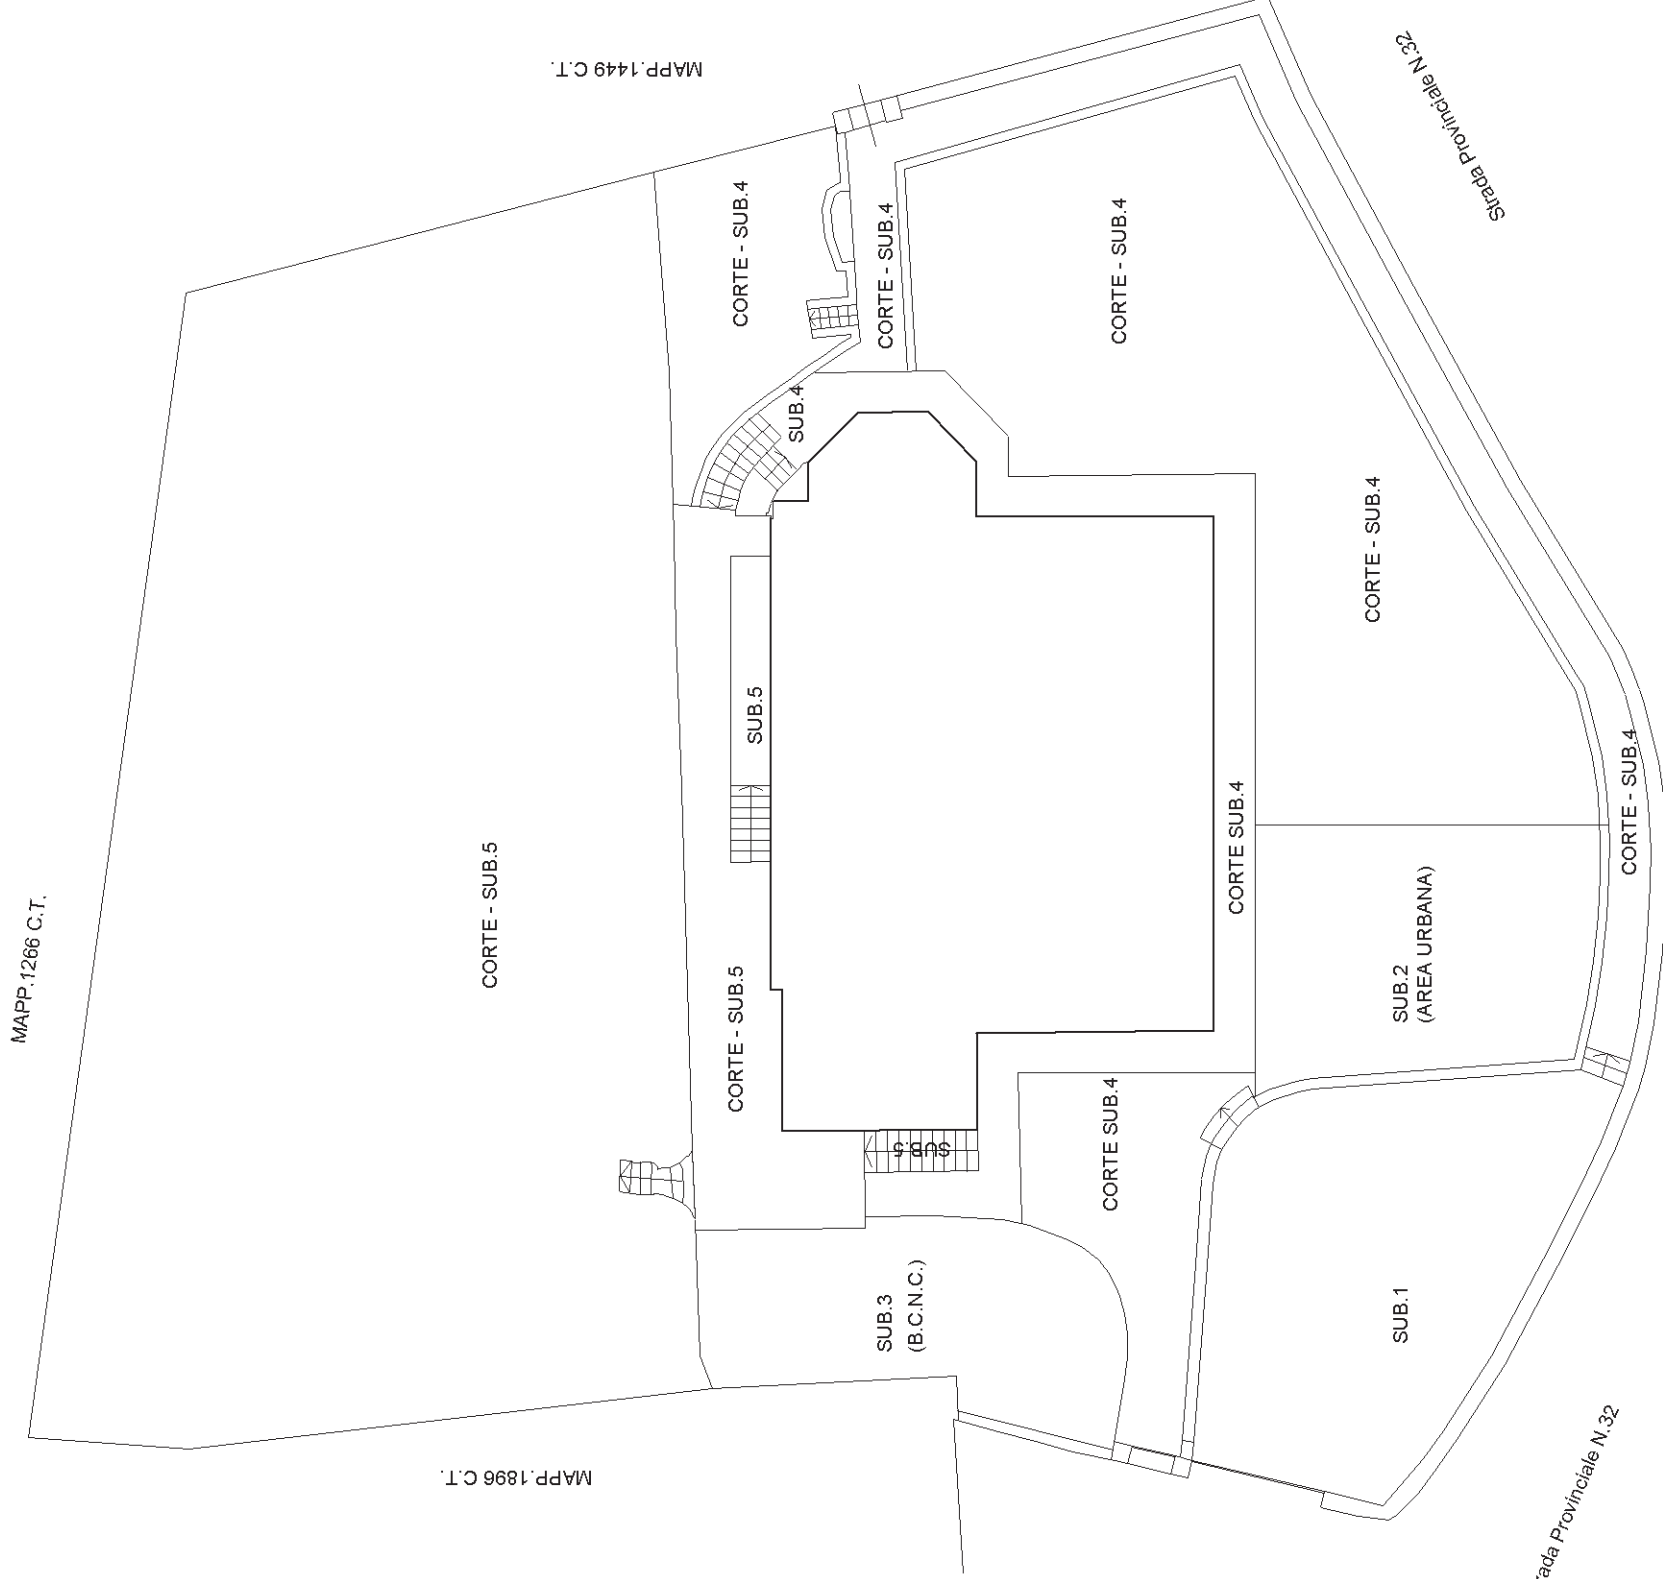 MAPP.1449 C.T.
Strada Provinciale N.32
CORTE - SUB.4
CORTE - SUB.4
CORTE - SUB.4
SUB.4
CORTE - SUB.4
SUB.5
CORTE - SUB.4
CORTE SUB.4
CORTE - SUB.5
MAPP.1266 C.T.
SUB.2
(AREA URBANA)
CORTE - SUB.5
CORTE SUB.4
SUB.5
SUB.3
(B.C.N.C.)
SUB.1
MAPP.1896 C.T.
ada Provinciale N.32